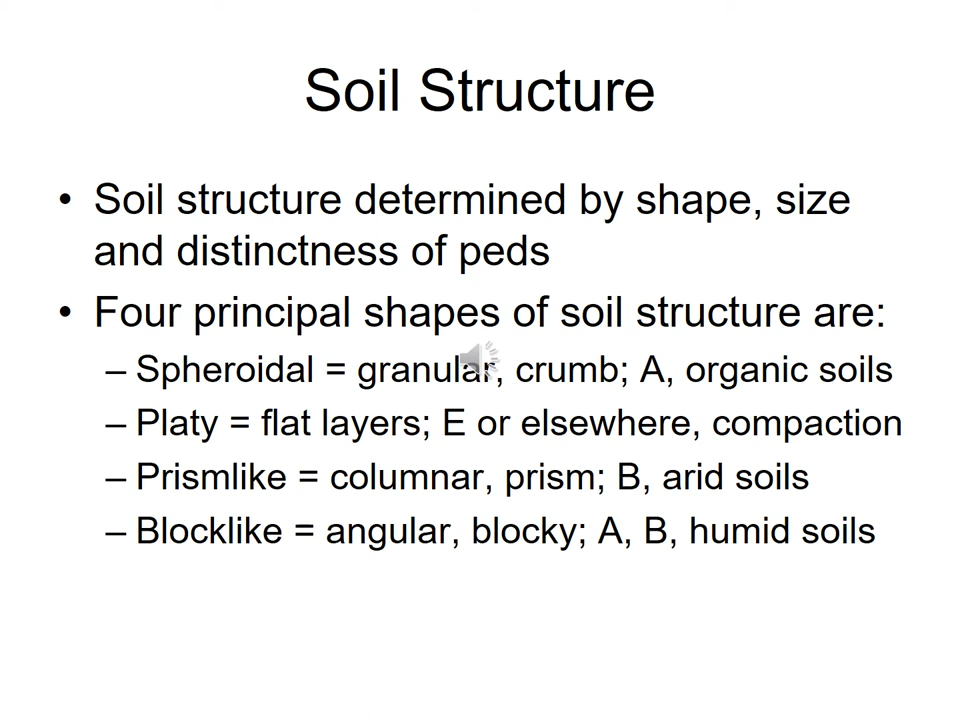 Soil Structure
• Soil structure determined by shape, size
and distinctness of peds
• Four principal shapes of soil structure are:
– Spheroidal = granular, crumb; A, organic soils
– Platy = flat layers; E or elsewhere, compaction
– Prismlike = columnar, prism; B, arid soils
– Blocklike = angular, blocky; A, B, humid soils